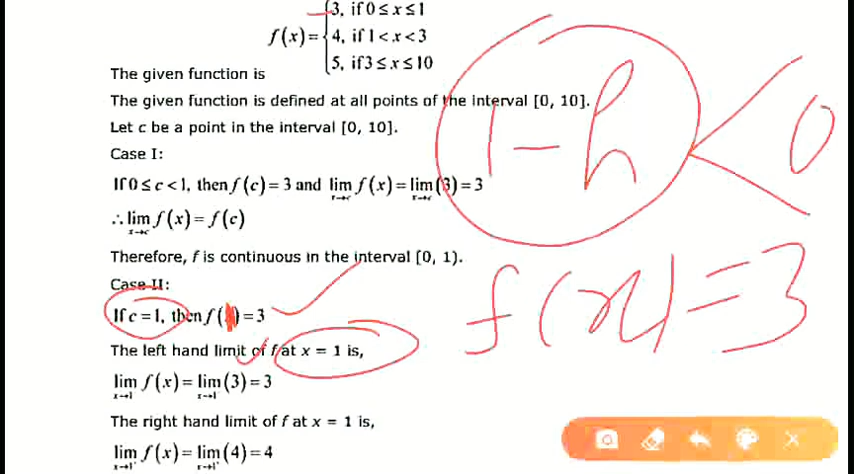 f(x) = { 3, if 0 ≤ x ≤ 1
4, if 1 < x < 3
5, if 3 ≤ x ≤ 10
The given function is
The given function is defined at all points of the interval [0, 10].
Let c be a point in the interval [0, 10].
Case I:
If 0 ≤ c < 1, then f(c) = 3 and lim x→c f(x) = lim x→c (3) = 3
∴ lim x→c f(x) = f(c)
Therefore, f is continuous in the interval [0, 1).
Case II:
If c = 1, then f( ) = 3
The left hand limit of f at x = 1 is,
lim x→1 f(x) = lim x→1 (3) = 3
The right hand limit of f at x = 1 is,
lim x→1⁺ f(x) = lim x→1⁺ (4) = 4
1 - h < 0
f(x) = 3